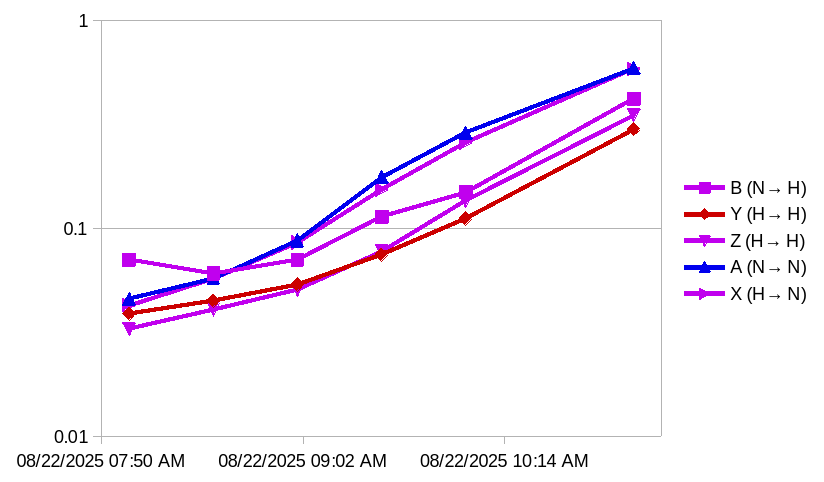 1
0.1
0.01
08/22/2025 07:50 AM
08/22/2025 09:02 AM
08/22/2025 10:14 AM
B (N→ H)
Y (H→ H)
Z (H→ H)
A (N→ N)
X (H→ N)